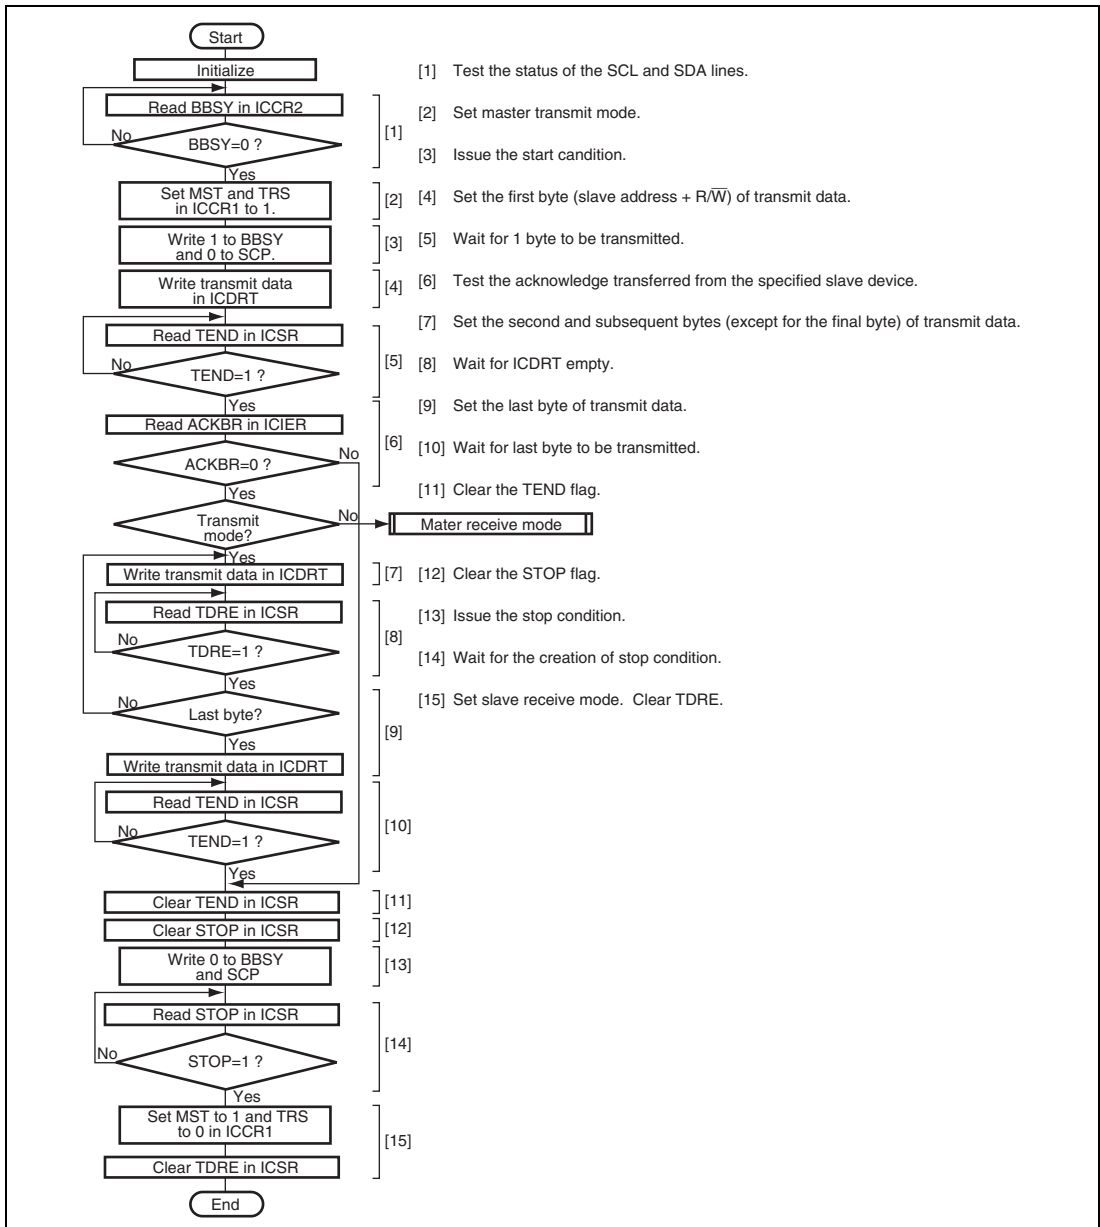 Start
Initialize
Read BBSY in ICCR2
No
BBSY=0 ?
[1]
Yes
Set MST and TRS
in ICCR1 to 1.
[2]
Write 1 to BBSY
and 0 to SCP.
[3]
Write transmit data
in ICDRT
[4]
Read TEND in ICSR
No
TEND=1 ?
[5]
Yes
Read ACKBR in ICIER
No
ACKBR=0 ?
[6]
Yes
Transmit
mode?
No
Mater receive mode
Yes
Write transmit data in ICDRT
[7]
Read TDRE in ICSR
No
TDRE=1 ?
[8]
Yes
No
Last byte?
[9]
Yes
Write transmit data in ICDRT
Read TEND in ICSR
No
TEND=1 ?
[10]
Yes
Clear TEND in ICSR
[11]
Clear STOP in ICSR
[12]
Write 0 to BBSY
and SCP
[13]
Read STOP in ICSR
No
STOP=1 ?
[14]
Yes
Set MST to 1 and TRS
to 0 in ICCR1
[15]
Clear TDRE in ICSR
End
[1] Test the status of the SCL and SDA lines.
[2] Set master transmit mode.
[3] Issue the start candition.
[4] Set the first byte (slave address + R/W̅) of transmit data.
[5] Wait for 1 byte to be transmitted.
[6] Test the acknowledge transferred from the specified slave device.
[7] Set the second and subsequent bytes (except for the final byte) of transmit data.
[8] Wait for ICDRT empty.
[9] Set the last byte of transmit data.
[10] Wait for last byte to be transmitted.
[11] Clear the TEND flag.
[12] Clear the STOP flag.
[13] Issue the stop condition.
[14] Wait for the creation of stop condition.
[15] Set slave receive mode. Clear TDRE.